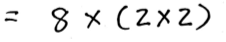 = 8 × (2×2)